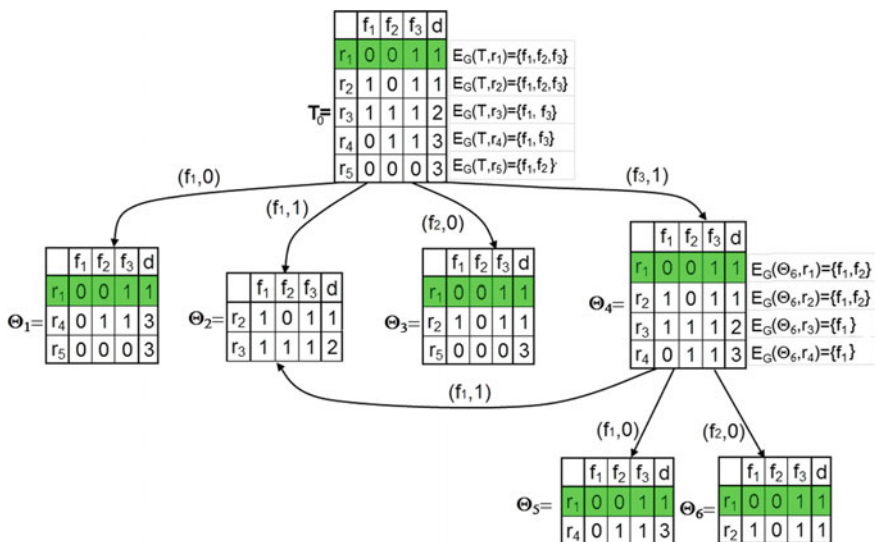 f₁ f₂ f₃ d
r₁ 0 0 1 1 E_G(T,r₁)={f₁,f₂,f₃}
r₂ 1 0 1 1 E_G(T,r₂)={f₁,f₂,f₃}
T₀= r₃ 1 1 1 2 E_G(T,r₃)={f₁, f₃}
r₄ 0 1 1 3 E_G(T,r₄)={f₁,f₃}
r₅ 0 0 0 3 E_G(T,r₅)={f₁,f₂}
(f₁,0) (f₁,1) (f₂,0) (f₃,1)
f₁ f₂ f₃ d
r₁ 0 0 1 1
Θ₁= r₄ 0 1 1 3
r₅ 0 0 0 3
f₁ f₂ f₃ d
Θ₂= r₂ 1 0 1 1
r₃ 1 1 1 2
f₁ f₂ f₃ d
r₁ 0 0 1 1
Θ₃= r₂ 1 0 1 1
r₅ 0 0 0 3
f₁ f₂ f₃ d
r₁ 0 0 1 1 E_G(Θ₆,r₁)={f₁,f₂}
Θ₄= r₂ 1 0 1 1 E_G(Θ₆,r₂)={f₁,f₂}
r₃ 1 1 1 2 E_G(Θ₆,r₃)={f₁}
r₄ 0 1 1 3 E_G(Θ₆,r₄)={f₁}
(f₁,1) (f₁,0) (f₂,0)
f₁ f₂ f₃ d
Θ₅= r₁ 0 0 1 1
r₄ 0 1 1 3
f₁ f₂ f₃ d
Θ₆= r₁ 0 0 1 1
r₂ 1 0 1 1